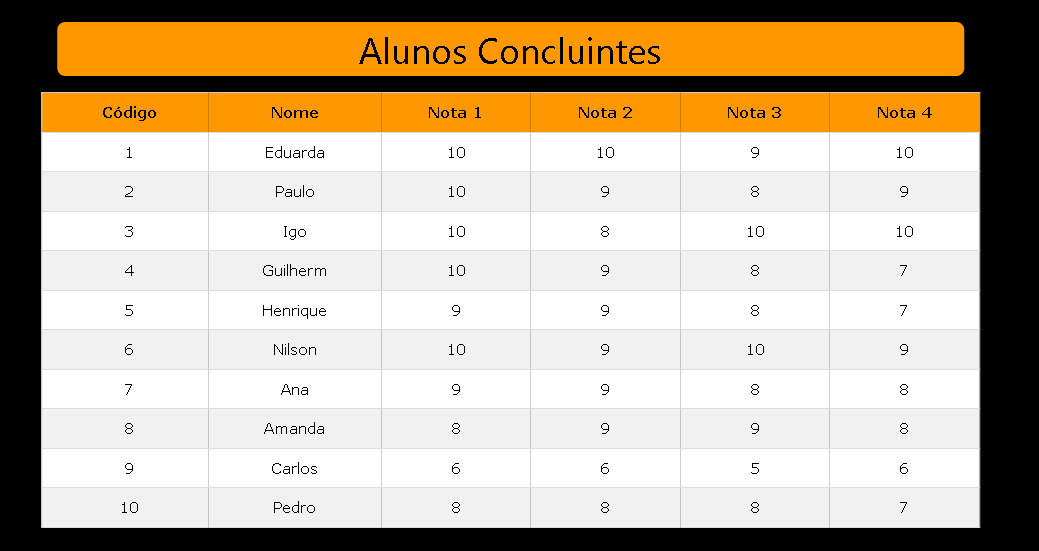 Alunos Concluintes
Código Nome Nota 1 Nota 2 Nota 3 Nota 4
1 Eduarda 10 10 9 10
2 Paulo 10 9 8 9
3 Igo 10 8 10 10
4 Guilherm 10 9 8 7
5 Henrique 9 9 8 7
6 Nilson 10 9 10 9
7 Ana 9 9 8 8
8 Amanda 8 9 9 8
9 Carlos 6 6 5 6
10 Pedro 8 8 8 7